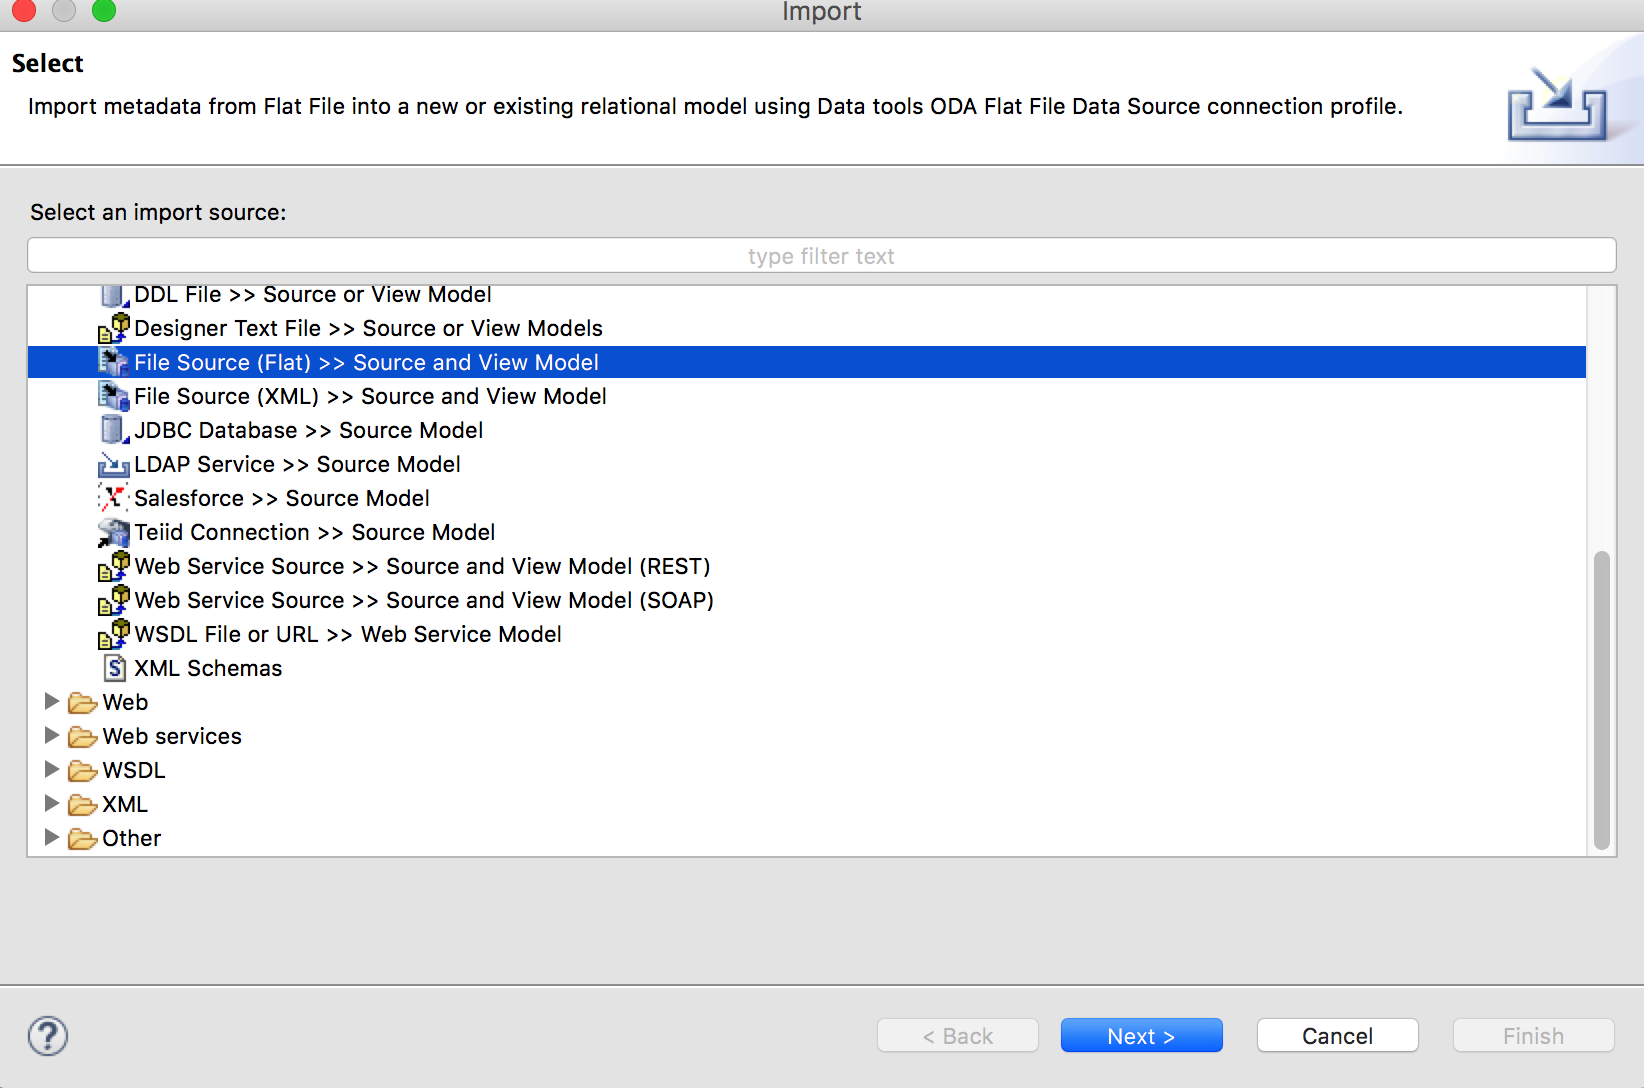 Import
Select
Import metadata from Flat File into a new or existing relational model using Data tools ODA Flat File Data Source connection profile.
Select an import source:
type filter text
DDL File >> Source or View Model
Designer Text File >> Source or View Models
File Source (Flat) >> Source and View Model
File Source (XML) >> Source and View Model
JDBC Database >> Source Model
LDAP Service >> Source Model
Salesforce >> Source Model
Teiid Connection >> Source Model
Web Service Source >> Source and View Model (REST)
Web Service Source >> Source and View Model (SOAP)
WSDL File or URL >> Web Service Model
XML Schemas
Web
Web services
WSDL
XML
Other
? < Back Next > Cancel Finish